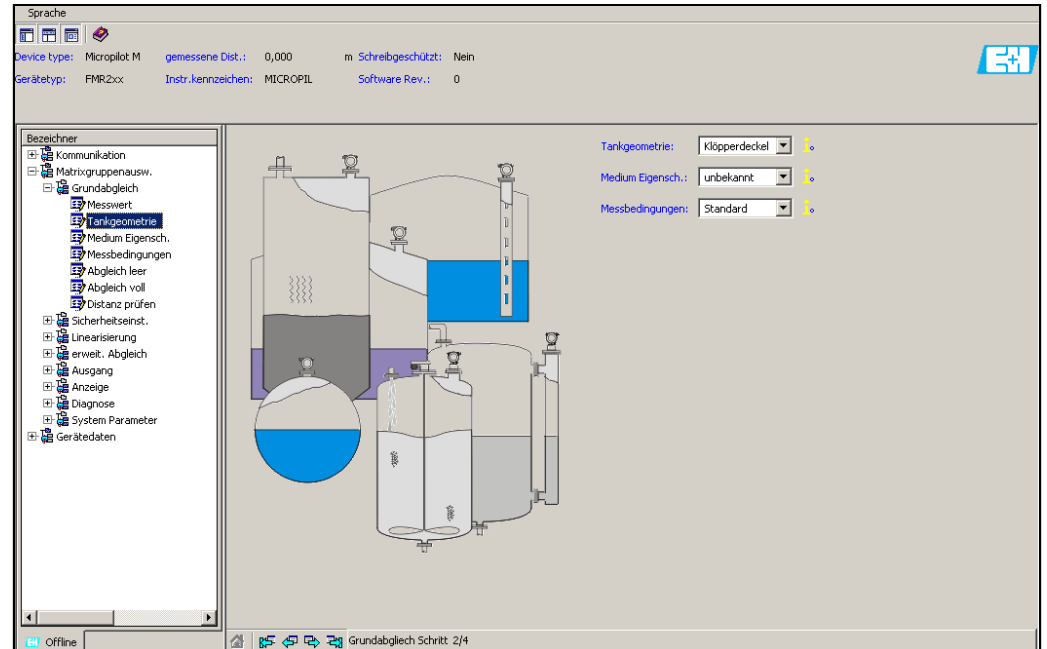 Sprache
Device type: Micropilot M gemessene Dist.: 0,000 m Schreibgeschützt: Nein
Gerätetyp: FMR2xx Instr.kennzeichen: MICROPIL Software Rev.: 0
E+H
Bezeichner
Kommunikation
Matrixgruppenausw.
Grundabgleich
Messwert
Tankgeometrie
Medium Eigensch.
Messbedingungen
Abgleich leer
Abgleich voll
Distanz prüfen
Sicherheitseinst.
Linearisierung
erweit. Abgleich
Ausgang
Anzeige
Diagnose
System Parameter
Gerätedaten
Tankgeometrie: Klöpperdeckel
Medium Eigensch.: unbekannt
Messbedingungen: Standard
Offline
Grundabgliech Schritt 2/4